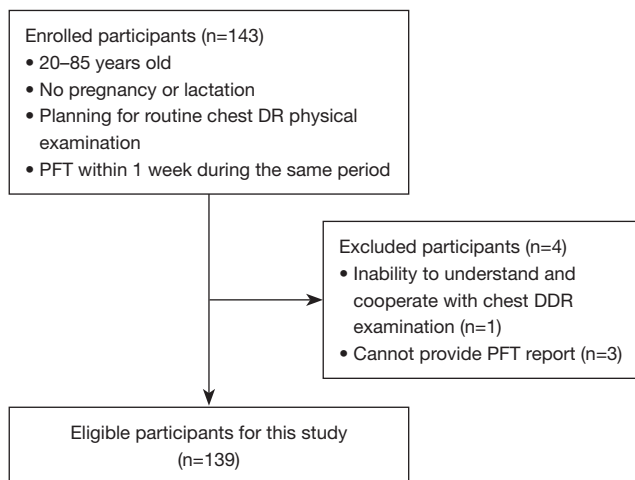 Enrolled participants (n=143)
• 20–85 years old
• No pregnancy or lactation
• Planning for routine chest DR physical
examination
• PFT within 1 week during the same period
Excluded participants (n=4)
• Inability to understand and
cooperate with chest DDR
examination (n=1)
• Cannot provide PFT report (n=3)
Eligible participants for this study
(n=139)